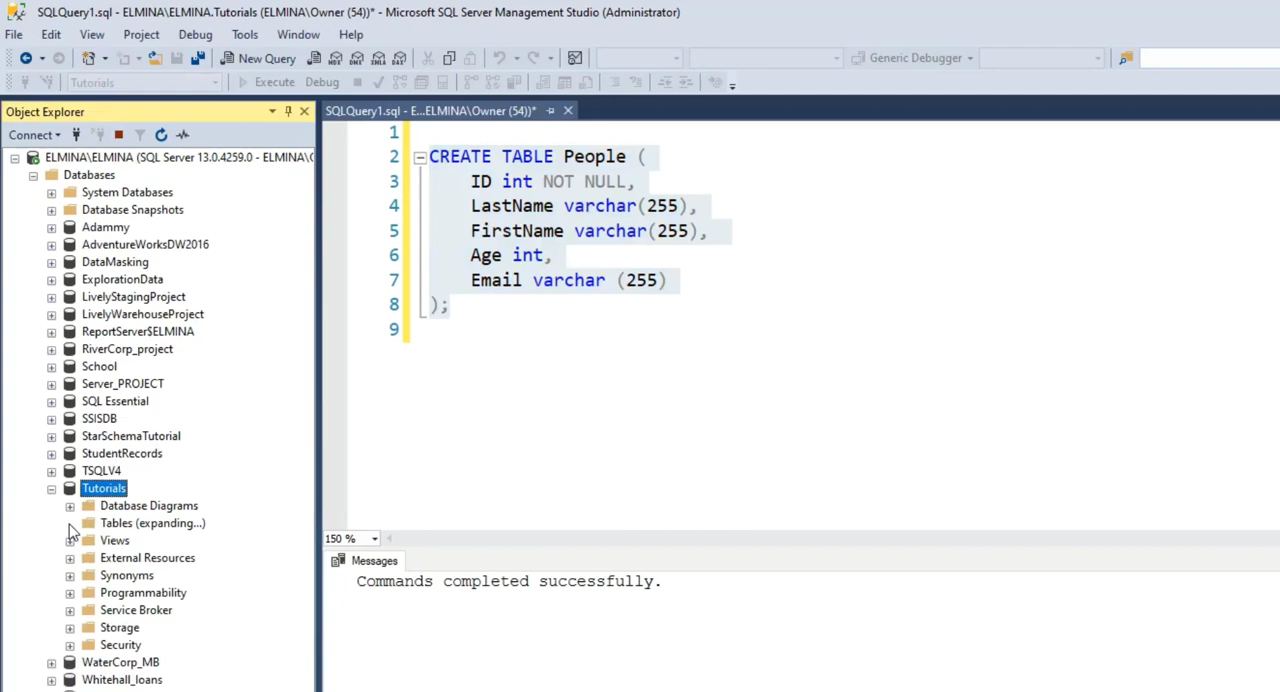 SQLQuery1.sql - ELMINA\ELMINA.Tutorials (ELMINA\Owner (54))* - Microsoft SQL Server Management Studio (Administrator)
File Edit View Project Debug Tools Window Help
New Query MDX DMX XMLA DAX Generic Debugger
Tutorials Execute Debug
Object Explorer
Connect
ELMINA\ELMINA (SQL Server 13.0.4259.0 - ELMINA\
Databases
System Databases
Database Snapshots
Adammy
AdventureWorksDW2016
DataMasking
ExplorationData
LivelyStagingProject
LivelyWarehouseProject
ReportServer$ELMINA
RiverCorp_project
School
Server_PROJECT
SQL Essential
SSISDB
StarSchemaTutorial
StudentRecords
TSQLV4
Tutorials
Database Diagrams
Tables (expanding...)
Views
External Resources
Synonyms
Programmability
Service Broker
Storage
Security
WaterCorp_MB
Whitehall_loans
SQLQuery1.sql - E...ELMINA\Owner (54))*
1
2 CREATE TABLE People (
3 ID int NOT NULL,
4 LastName varchar(255),
5 FirstName varchar(255),
6 Age int,
7 Email varchar (255)
8 );
9
150 %
Messages
Commands completed successfully.